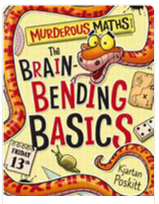 MURDEROUS MATHS!
The
BRAIN-
BENDING
BASICS
FRIDAY
13th
Kjartan
Poskitt